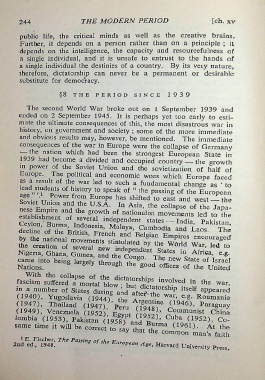 244 THE MODERN PERIOD [ch. xv
public life, the critical minds as well as the creative brains.
Further, it depends on a person rather than on a principle; it
depends on the intelligence, the capacity and resourcefulness of
a single individual, and it is unsafe to entrust to the hands of
a single individual the destinies of a country. By its very nature,
therefore, dictatorship can never be a permanent or desirable
substitute for democracy.
§8 THE PERIOD SINCE 1939
The second World War broke out on 1 September 1939 and
ended on 2 September 1945. It is perhaps yet too early to esti-
mate the ultimate consequences of this, the most disastrous war in
history, on government and society; some of the more immediate
and obvious results may, however, be mentioned. The immediate
consequences of the war in Europe were the collapse of Germany
— the nation which had been the strongest European State in
1939 had become a divided and occupied country — the growth
in power of the Soviet Union and the sovietization of half of
Europe. The political and economic woes which Europe faced
as a result of the war led to such a fundamental change as to
lead students of history to speak of "the passing of the European
age"¹. Power from Europe has shifted to east and west — the
Soviet Union and the U.S.A. In Asia, the collapse of the Japa-
nese Empire and the growth of nationalist movements led to the
establishment of several independent states — India, Pakistan,
Ceylon, Burma, Indonesia, Malaya, Cambodia and Laos. The
decline of the British, French and Belgian Empires encouraged
by the national movements stimulated by the World War, led to
the creation of several new independent States in Africa, e.g.
Nigeria, Ghana, Guinea, and the Congo. The new State of Israel
came into being largely through the good offices of the United
Nations.
With the collapse of the dictatorships involved in the war,
fascism suffered a mortal blow; but dictatorship itself appeared
in a number of States during and after the war, e.g. Roumania
(1940), Yugoslavia (1944), the Argentine (1946), Paraguay
(1947), Thailand (1947), Peru (1948), Communist China
(1949), Venezuela (1952), Egypt (1952), Cuba (1952), Co-
lombia (1953), Pakistan (1958) and Burma (1962). At the
same time it will be correct to say that the common man's faith
¹ E. Fischer, The Passing of the European Age, Harvard University Press,
2nd ed., 1948.